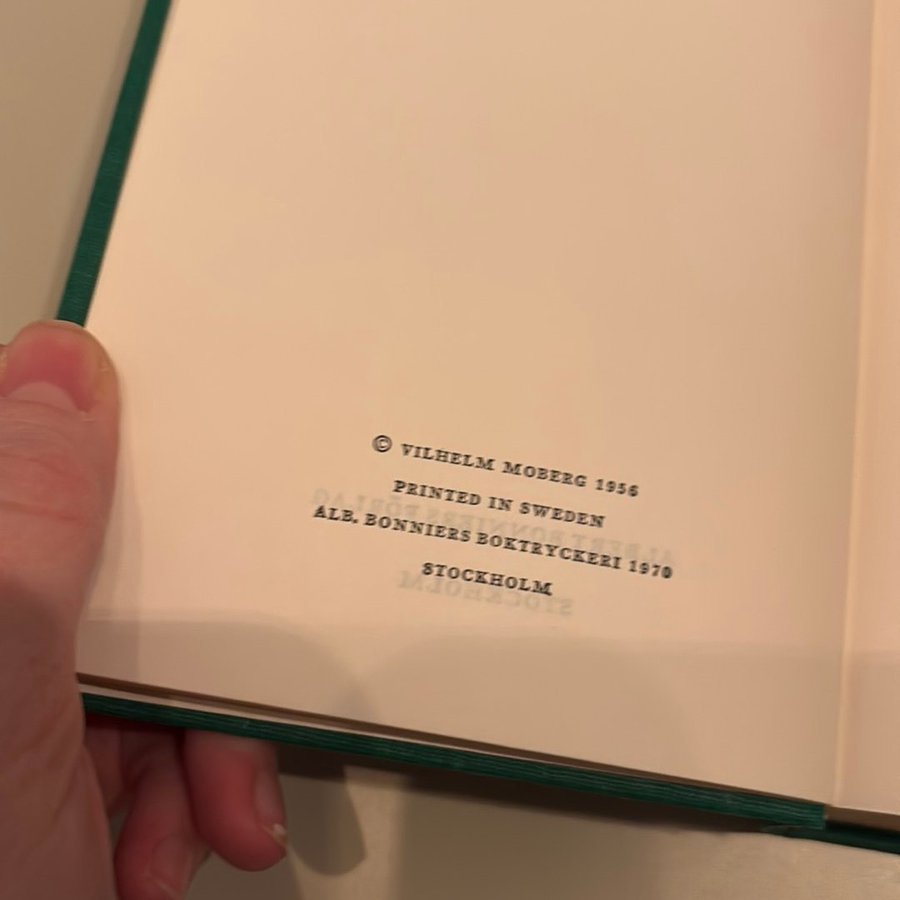 © VILHELM MOBERG 1956
PRINTED IN SWEDEN
ALB. BONNIERS BOKTRYCKERI 1970
STOCKHOLM